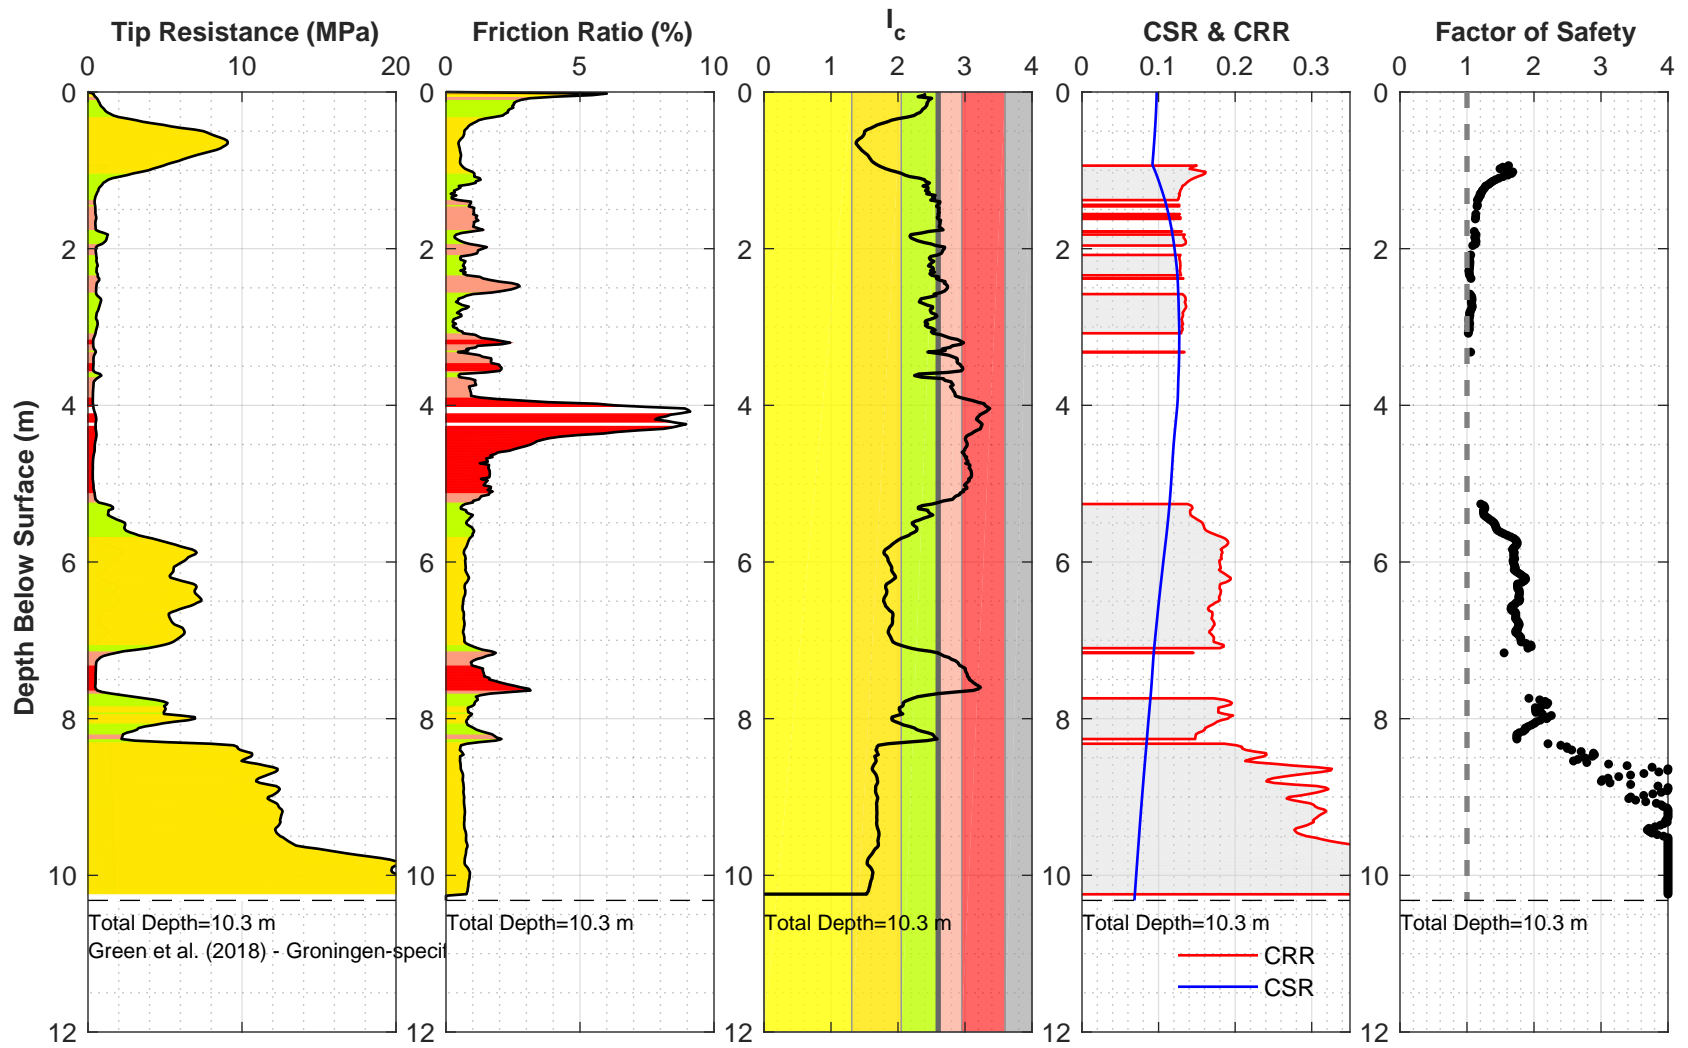 Tip Resistance (MPa)
Friction Ratio (%)
I
c
CSR & CRR
Factor of Safety
0 10 20
0 5 10
0 1 2 3 4
0 0.1 0.2 0.3
0 1 2 3 4
0 0 0 0 0
2 2 2 2 2
4 4 4 4 4
6 6 6 6 6
8 8 8 8 8
10 10 10 10 10
12 12 12 12 12
Depth Below Surface (m)
Total Depth=10.3 m
Green et al. (2018) - Groningen-specif
Total Depth=10.3 m
Total Depth=10.3 m
Total Depth=10.3 m
CRR
CSR
Total Depth=10.3 m